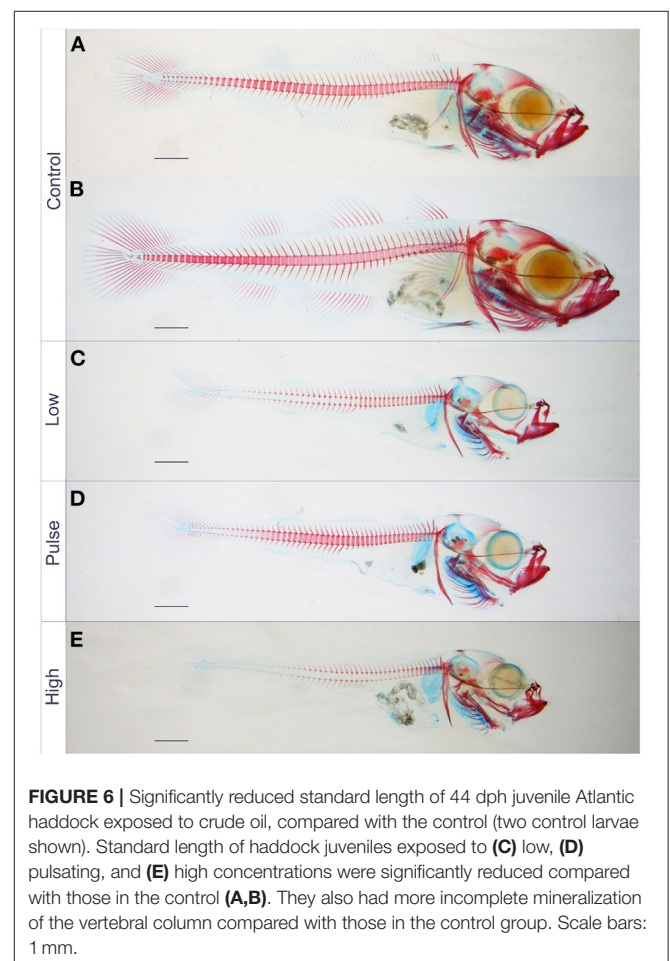 A
Control
B
C
Low
D
Pulse
E
High
FIGURE 6 | Significantly reduced standard length of 44 dph juvenile Atlantic
haddock exposed to crude oil, compared with the control (two control larvae
shown). Standard length of haddock juveniles exposed to (C) low, (D)
pulsating, and (E) high concentrations were significantly reduced compared
with those in the control (A,B). They also had more incomplete mineralization
of the vertebral column compared with those in the control group. Scale bars:
1 mm.